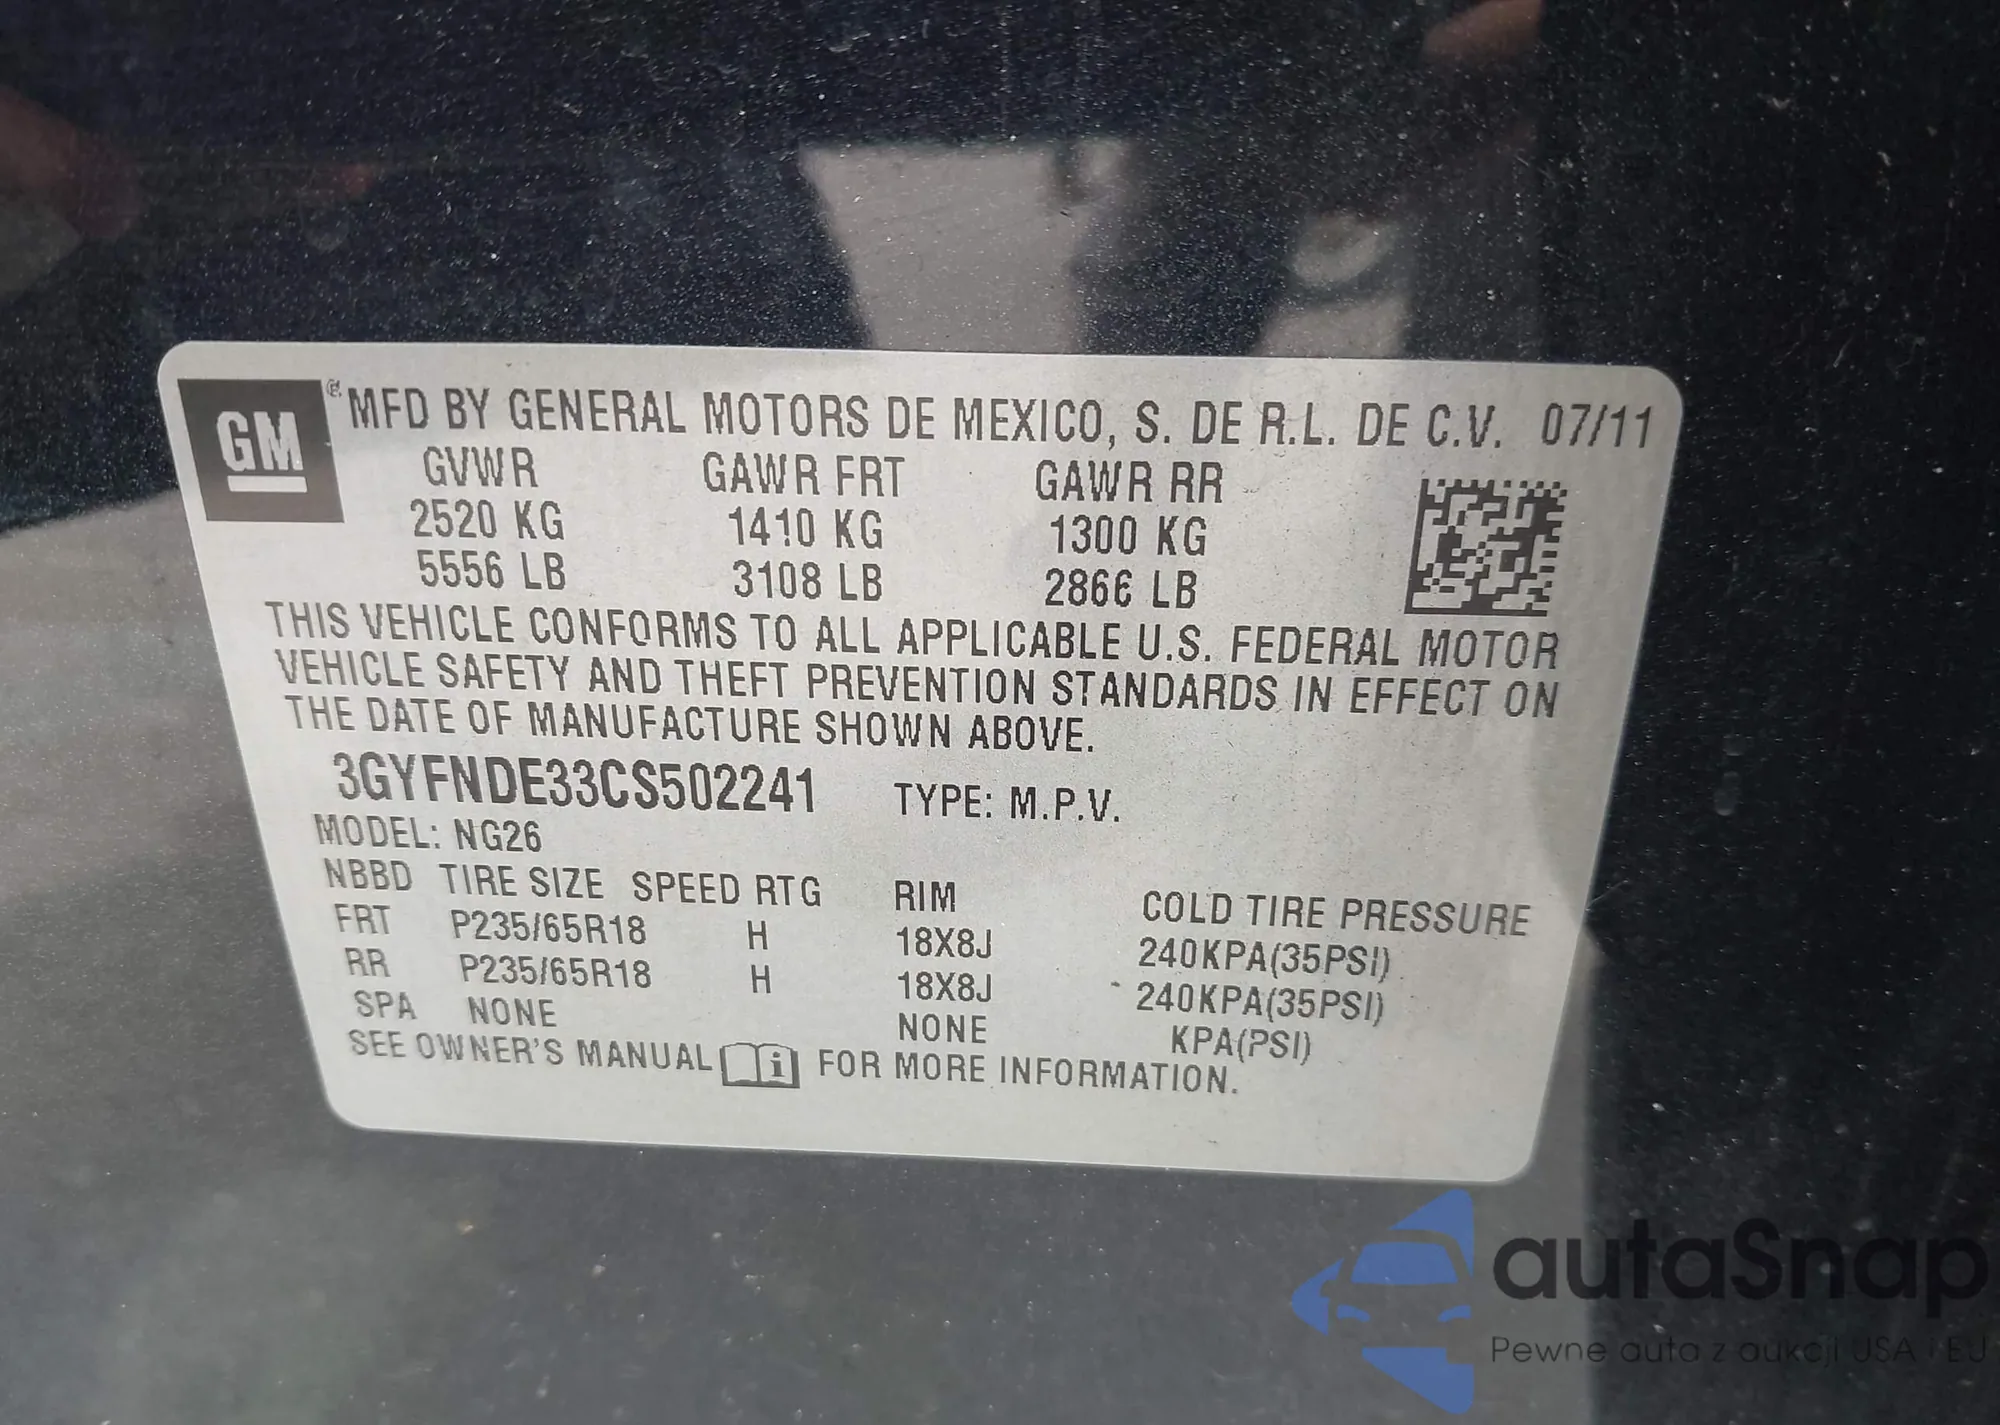 GM
® MFD BY GENERAL MOTORS DE MEXICO, S. DE R.L. DE C.V. 07/11
GVWR GAWR FRT GAWR RR
2520 KG 1410 KG 1300 KG
5556 LB 3108 LB 2866 LB
THIS VEHICLE CONFORMS TO ALL APPLICABLE U.S. FEDERAL MOTOR
VEHICLE SAFETY AND THEFT PREVENTION STANDARDS IN EFFECT ON
THE DATE OF MANUFACTURE SHOWN ABOVE.
3GYFNDE33CS502241 TYPE: M.P.V.
MODEL: NG26
NBBD TIRE SIZE SPEED RTG RIM COLD TIRE PRESSURE
FRT P235/65R18 H 18X8J 240KPA(35PSI)
RR P235/65R18 H 18X8J 240KPA(35PSI)
SPA NONE NONE KPA(PSI)
SEE OWNER'S MANUAL i FOR MORE INFORMATION.
autaSnap
Pewne auta z aukcji USA i EU